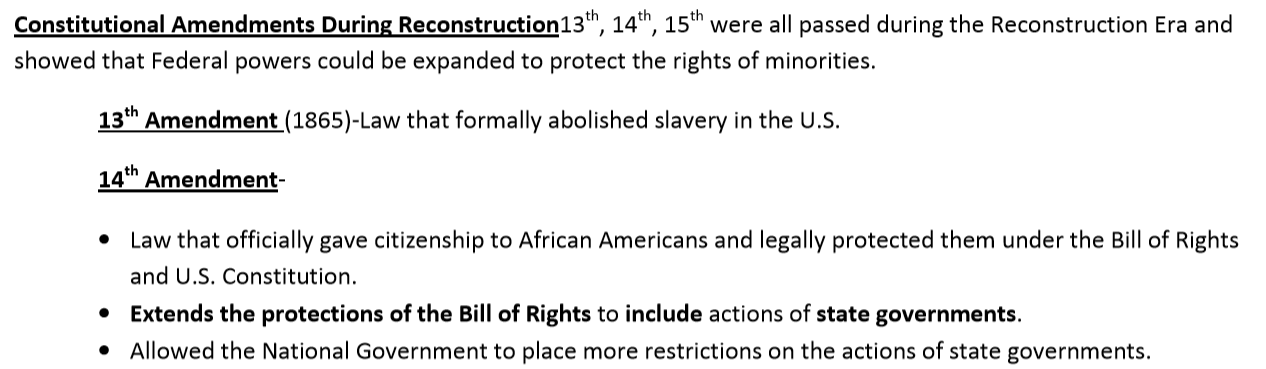 Constitutional Amendments During Reconstruction13th, 14th, 15th were all passed during the Reconstruction Era and
showed that Federal powers could be expanded to protect the rights of minorities.
13th Amendment (1865)-Law that formally abolished slavery in the U.S.
14th Amendment-
• Law that officially gave citizenship to African Americans and legally protected them under the Bill of Rights
and U.S. Constitution.
• Extends the protections of the Bill of Rights to include actions of state governments.
• Allowed the National Government to place more restrictions on the actions of state governments.